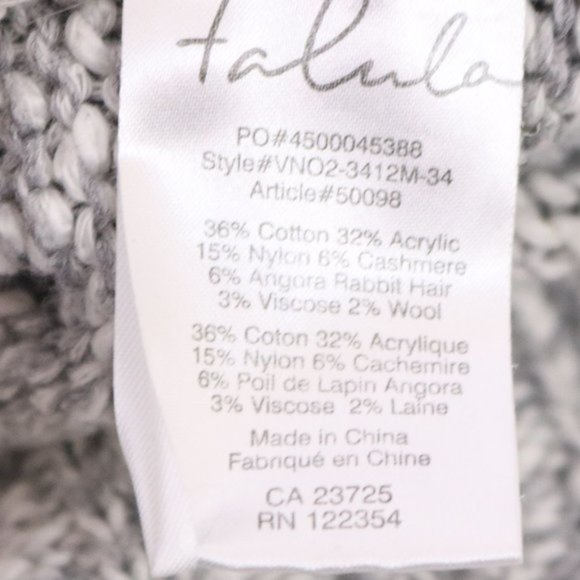 talula
PO#4500045388
Style#VNO2-3412M-34
Article#50098
36% Cotton 32% Acrylic
15% Nylon 6% Cashmere
6% Angora Rabbit Hair
3% Viscose 2% Wool
36% Coton 32% Acrylique
15% Nylon 6% Cachemire
6% Poil de Lapin Angora
3% Viscose 2% Laine
Made in China
Fabriqué en Chine
CA 23725
RN 122354